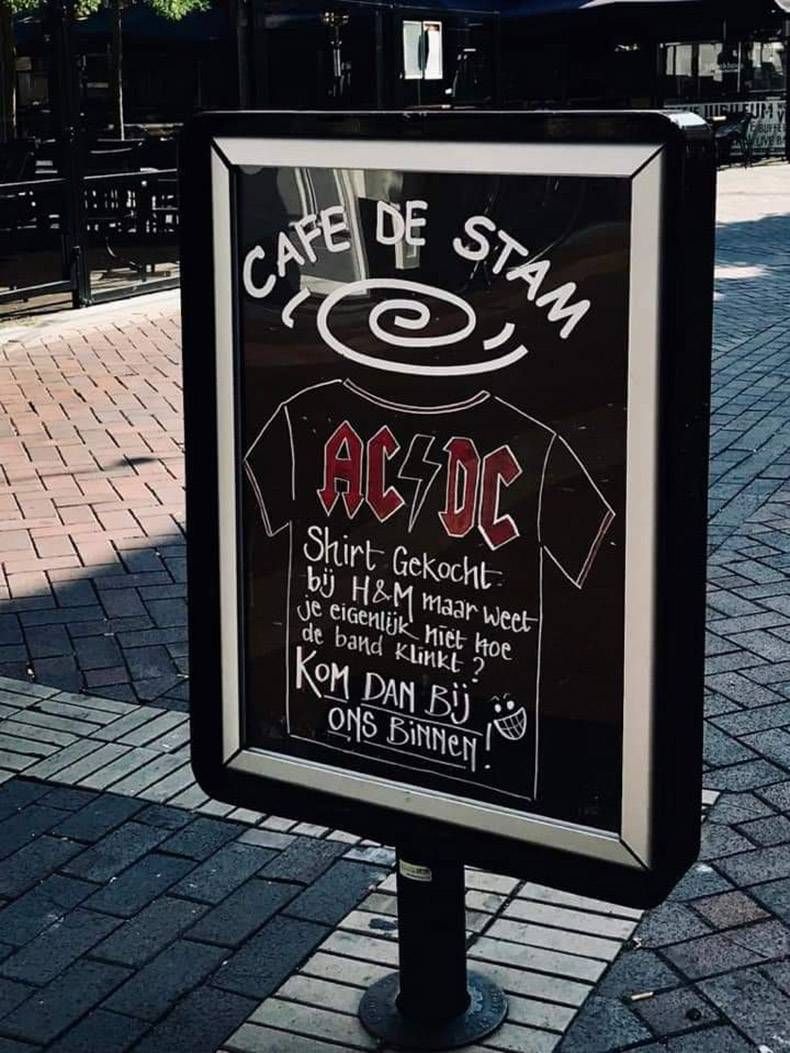 CAFE DE STAM
AC⚡DC
Shirt Gekocht
bij H&M maar weet
je eigenlijk niet hoe
de band klinkt?
KOM DAN Bij
ONS BiNNEN!